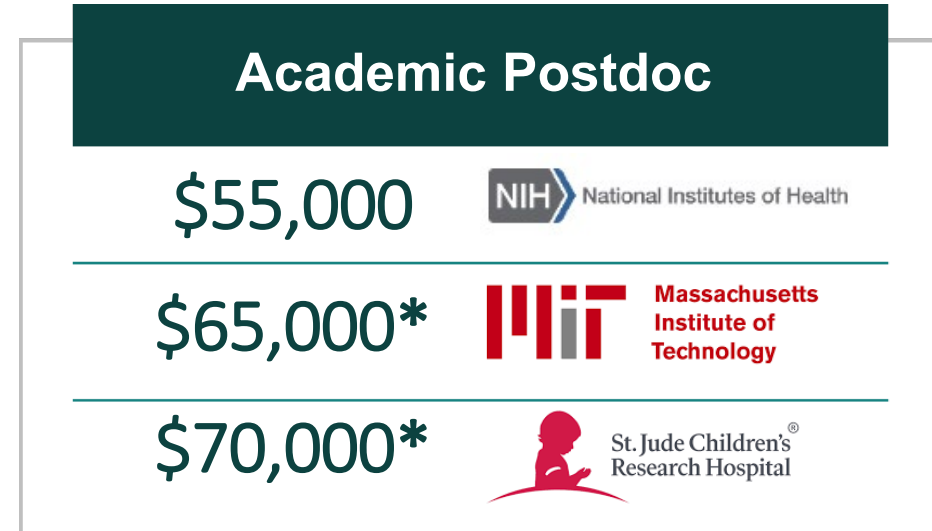 Academic Postdoc
$55,000
NIH National Institutes of Health
$65,000*
MIT
Massachusetts
Institute of
Technology
$70,000*
St. Jude Children's®
Research Hospital